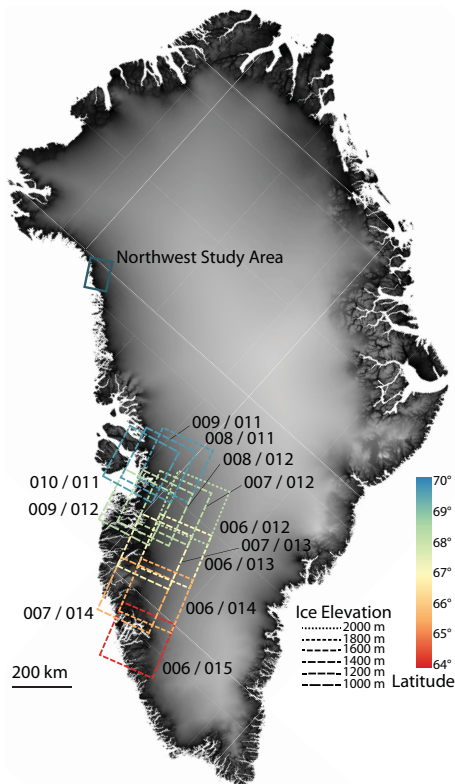 Northwest Study Area
009 / 011
008 / 011
008 / 012
010 / 011
007 / 012
009 / 012
006 / 012
007 / 013
006 / 013
007 / 014
006 / 014
006 / 015
200 km
Ice Elevation
2000 m
1800 m
1600 m
1400 m
1200 m
1000 m
70°
69°
68°
67°
66°
65°
64°
Latitude